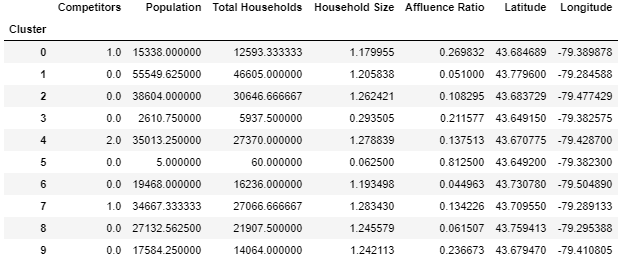 Competitors Population Total Households Household Size Affluence Ratio Latitude Longitude
Cluster
0 1.0 15338.000000 12593.333333 1.179955 0.269832 43.684689 -79.389878
1 0.0 55549.625000 46605.000000 1.205838 0.051000 43.779600 -79.284588
2 0.0 38604.000000 30646.666667 1.262421 0.108295 43.683729 -79.477429
3 0.0 2610.750000 5937.500000 0.293505 0.211577 43.649150 -79.382575
4 2.0 35013.250000 27370.000000 1.278839 0.137513 43.670775 -79.428700
5 0.0 5.000000 60.000000 0.062500 0.812500 43.649200 -79.382300
6 0.0 19468.000000 16236.000000 1.193498 0.044963 43.730780 -79.504890
7 1.0 34667.333333 27066.666667 1.283430 0.134226 43.709550 -79.289133
8 0.0 27132.562500 21907.500000 1.245579 0.061507 43.759413 -79.295388
9 0.0 17584.250000 14064.000000 1.242113 0.236673 43.679470 -79.410805